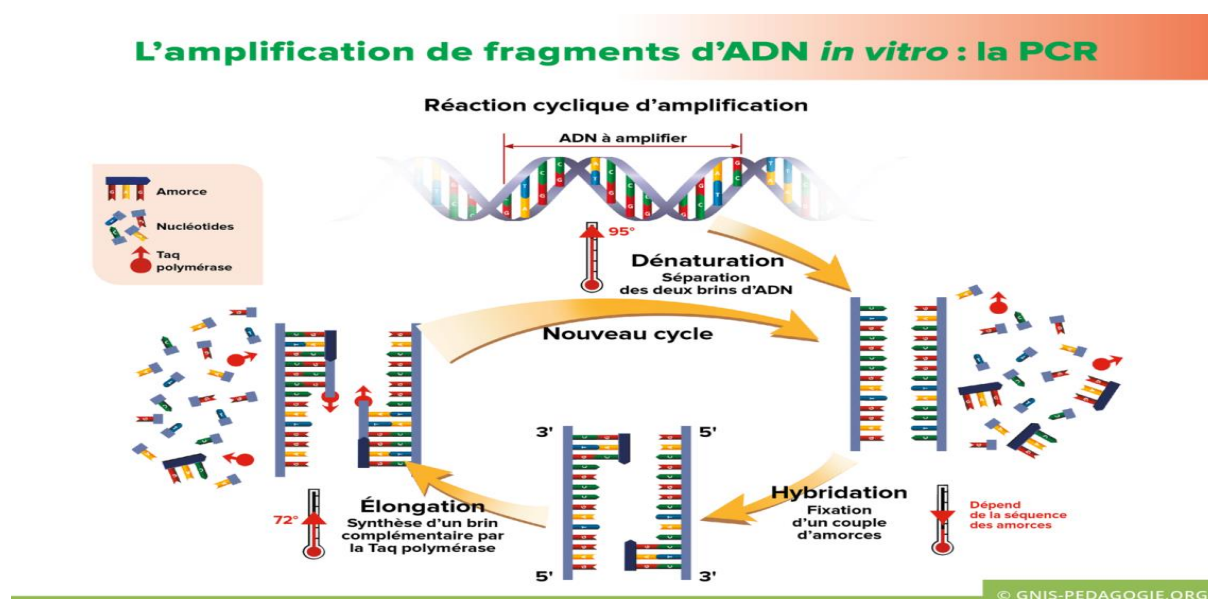 L'amplification de fragments d'ADN in vitro : la PCR
Réaction cyclique d'amplification
ADN à amplifier
Amorce
Nucléotides
Taq
polymérase
95°
Dénaturation
Séparation
des deux brins d'ADN
Nouveau cycle
3'
5'
Hybridation
Fixation
d'un couple
d'amorces
Dépend
de la séquence
des amorces
72°
Élongation
Synthèse d'un brin
complémentaire par
la Taq polymérase
5'
3'
© GNIS-PEDAGOGIE.ORG